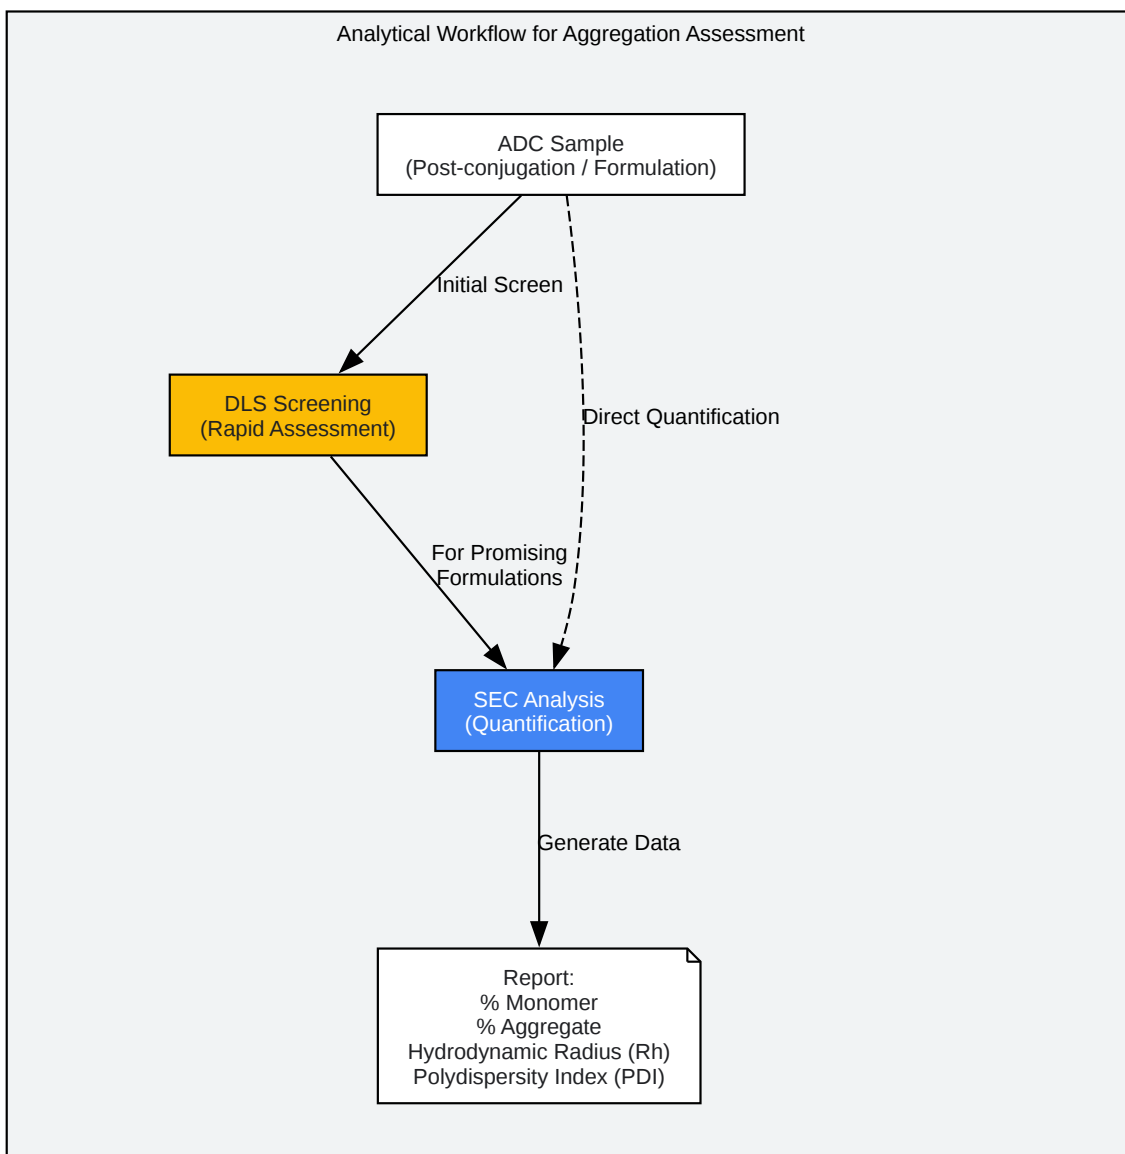 Analytical Workflow for Aggregation Assessment
ADC Sample
(Post-conjugation / Formulation)
Initial Screen
DLS Screening
(Rapid Assessment)
Direct Quantification
For Promising
Formulations
SEC Analysis
(Quantification)
Generate Data
Report:
% Monomer
% Aggregate
Hydrodynamic Radius (Rh)
Polydispersity Index (PDI)